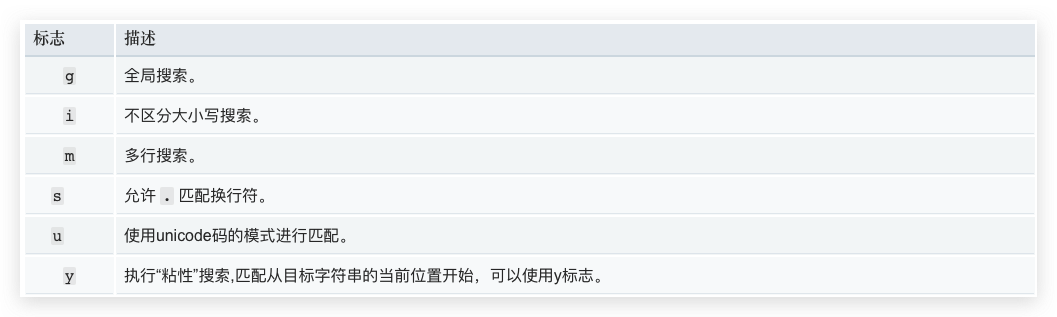 标志 描述
g 全局搜索。
i 不区分大小写搜索。
m 多行搜索。
s 允许 . 匹配换行符。
u 使用unicode码的模式进行匹配。
y 执行“粘性”搜索,匹配从目标字符串的当前位置开始，可以使用y标志。